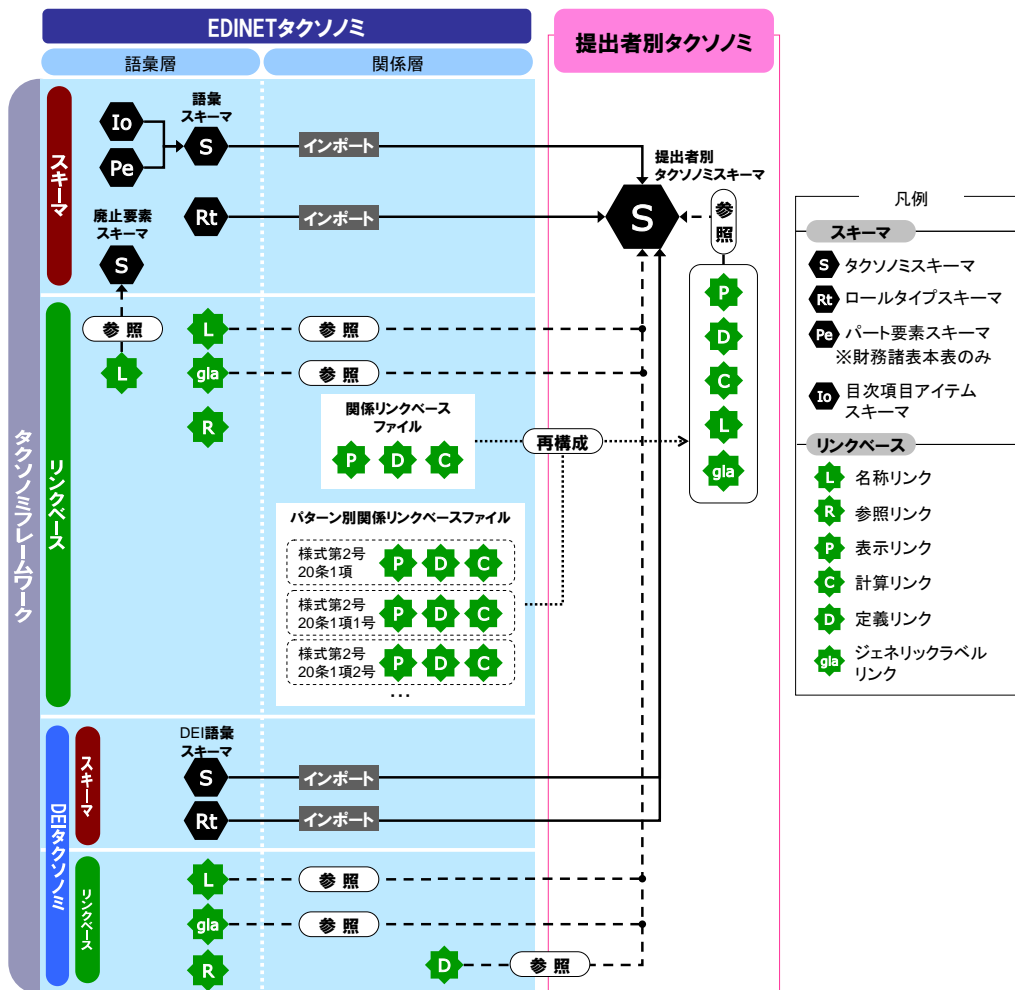 EDINETタクソノミ
提出者別タクソノミ
語彙層
関係層
タクソノミフレームワーク
スキーマ
Io
Pe
語彙
スキーマ
S
インポート
Rt
インポート
廃止要素
スキーマ
S
提出者別
タクソノミスキーマ
S
参照
リンクベース
参照
L
L
参照
gla
参照
R
関係リンクベース
ファイル
P
D
C
再構成
P
D
C
L
gla
パターン別関係リンクベースファイル
様式第2号
20条1項
P
D
C
様式第2号
20条1項1号
P
D
C
様式第2号
20条1項2号
P
D
C
...
DEIタクソノミ
スキーマ
DEI語彙
スキーマ
S
インポート
Rt
インポート
リンクベース
L
参照
gla
参照
R
D
参照
凡例
スキーマ
S
タクソノミスキーマ
Rt
ロールタイプスキーマ
Pe
パート要素スキーマ
※財務諸表本表のみ
Io
目次項目アイテム
スキーマ
リンクベース
L
名称リンク
R
参照リンク
P
表示リンク
C
計算リンク
D
定義リンク
gla
ジェネリックラベル
リンク